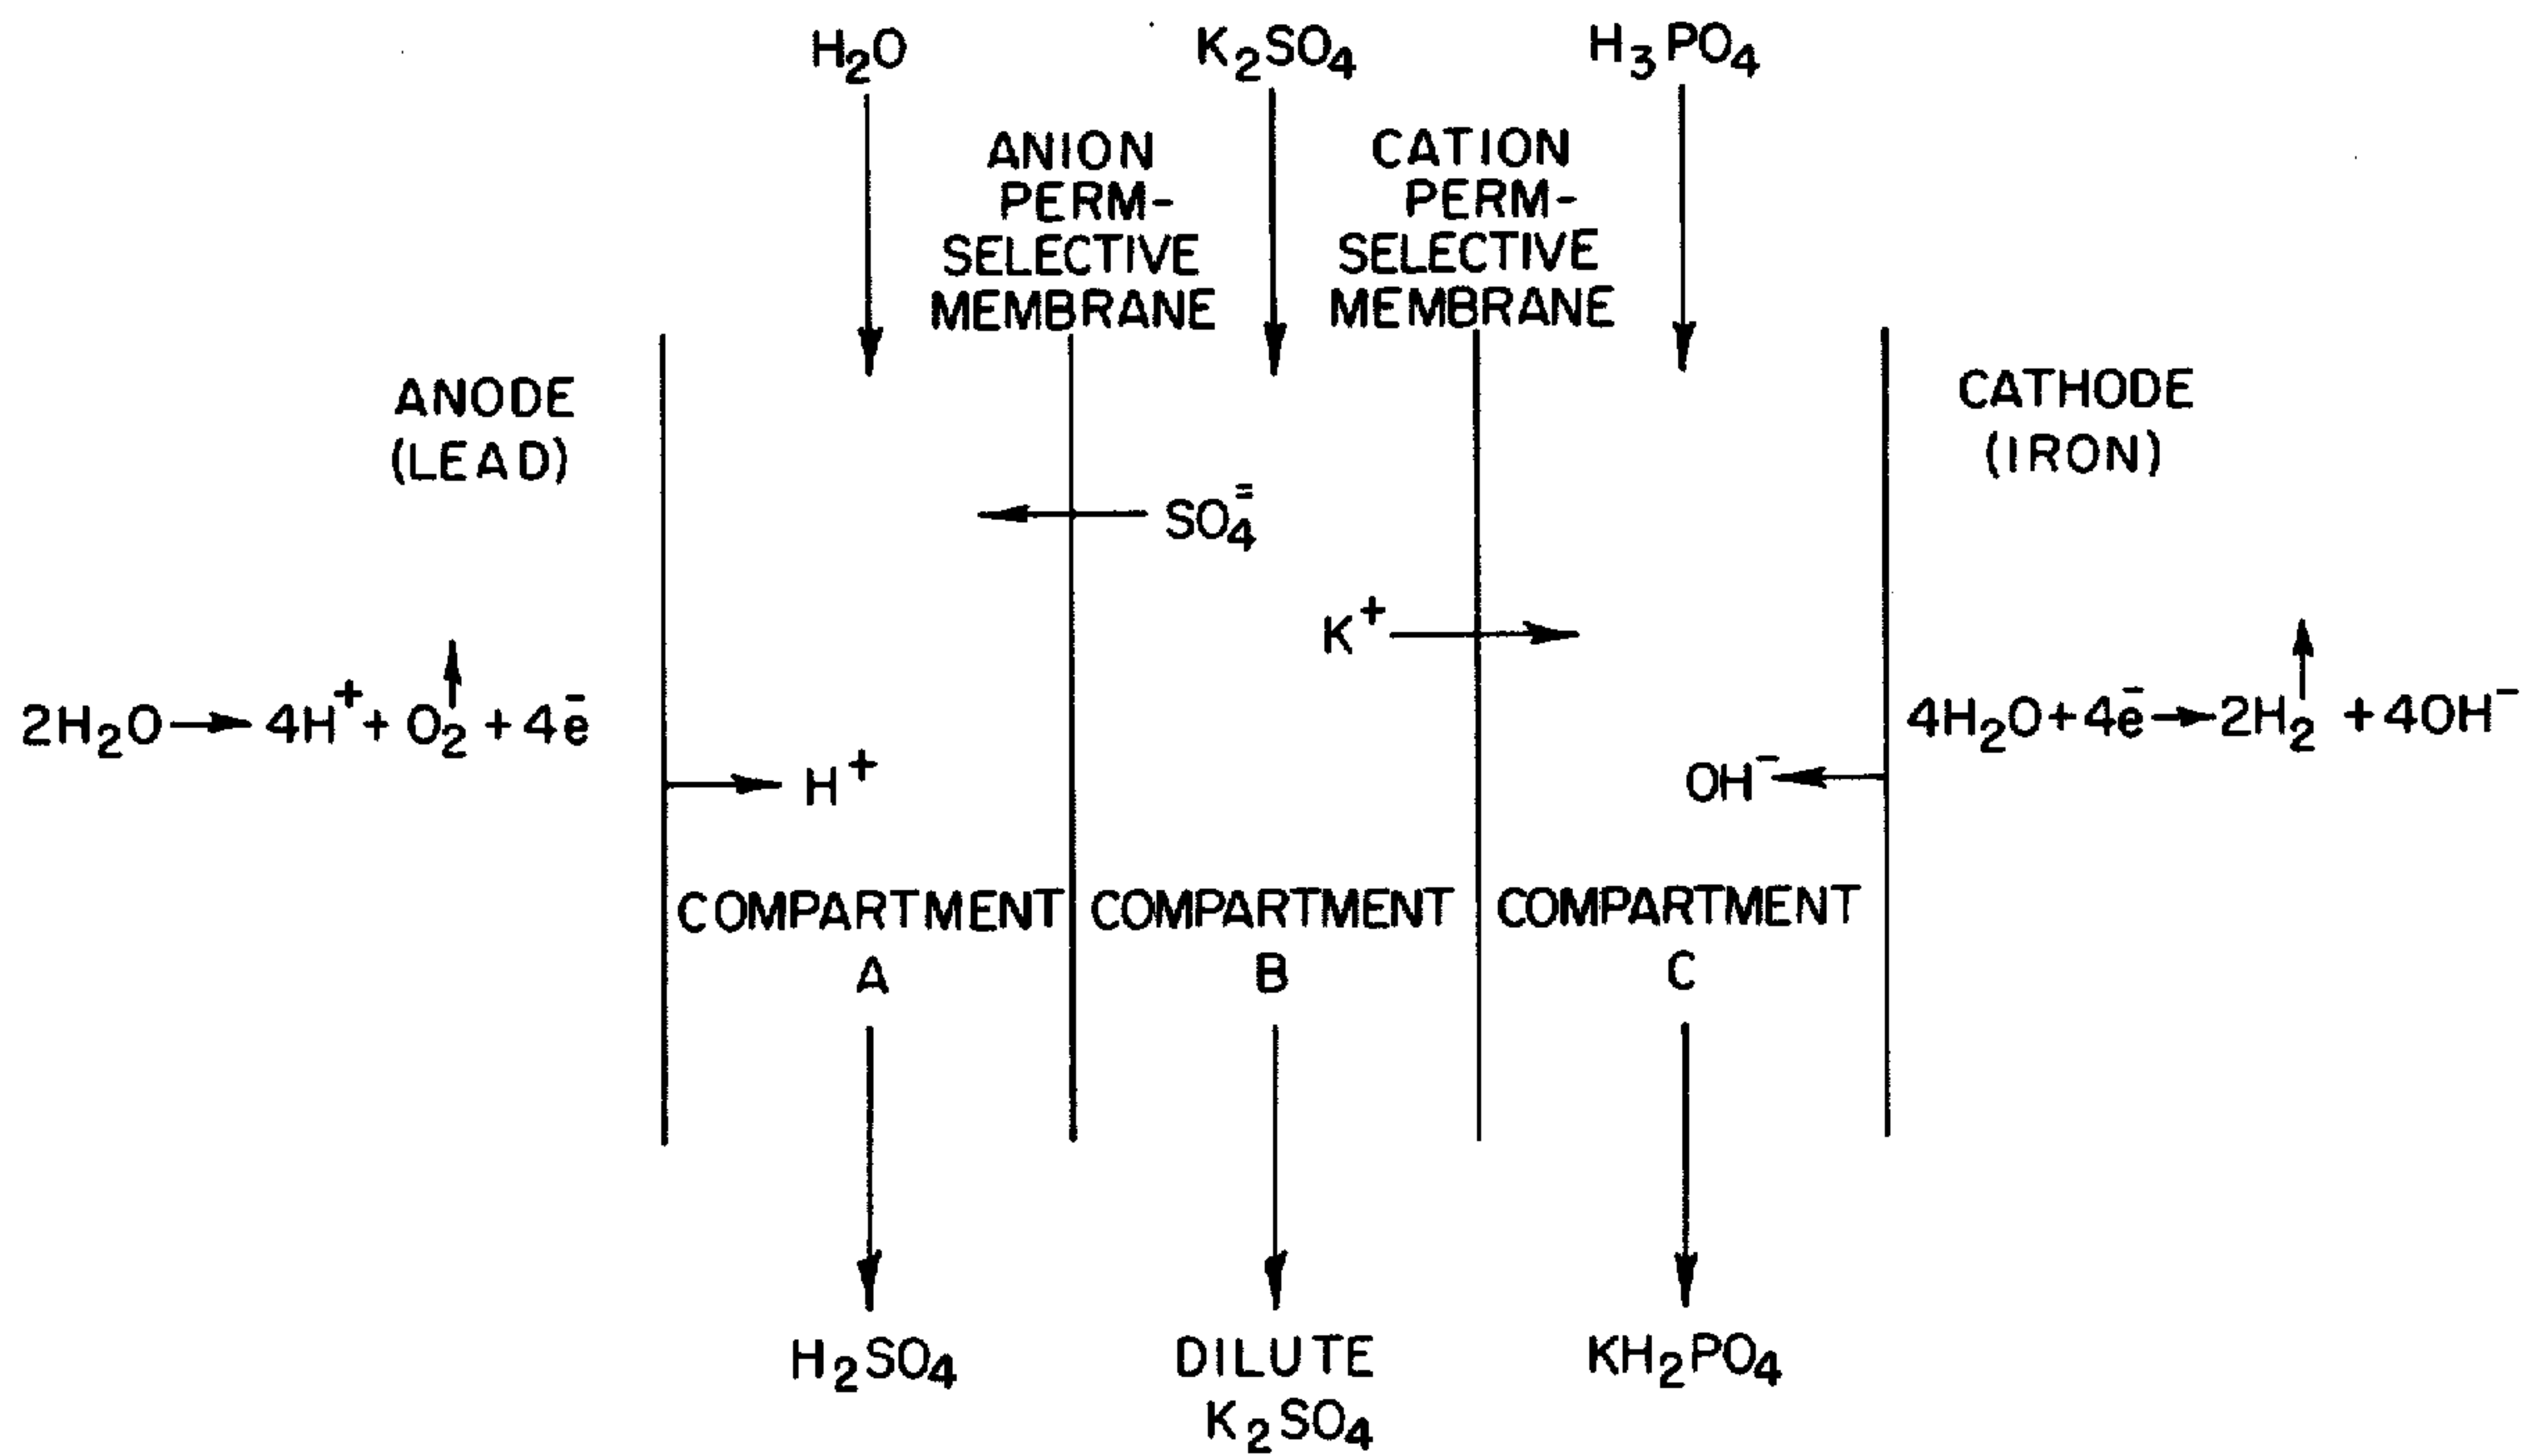 H₂O
K₂SO₄
H₃PO₄
ANION
PERM-
SELECTIVE
MEMBRANE
CATION
PERM-
SELECTIVE
MEMBRANE
ANODE
(LEAD)
CATHODE
(IRON)
SO₄⁼
K⁺
2H₂O → 4H⁺ + O₂↑ + 4e̅
4H₂O + 4e̅ → 2H₂↑ + 4OH⁻
H⁺
OH⁻
COMPARTMENT
A
COMPARTMENT
B
COMPARTMENT
C
H₂SO₄
DILUTE
K₂SO₄
KH₂PO₄